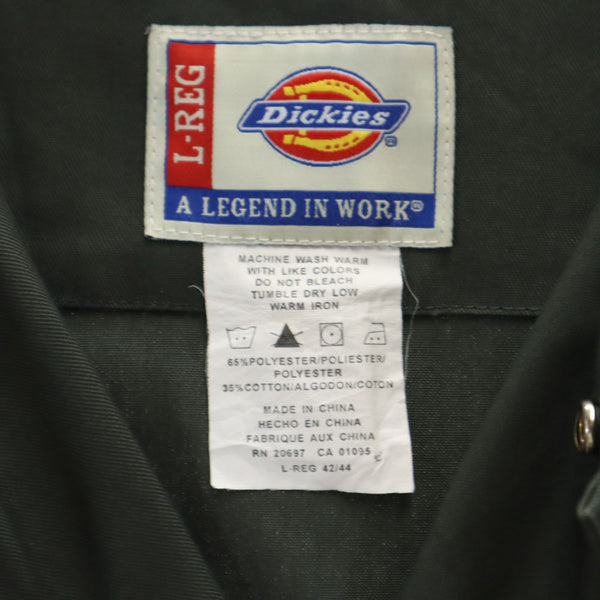 L·REG
Dickies
®
A LEGEND IN WORK®
MACHINE WASH WARM
WITH LIKE COLORS
DO NOT BLEACH
TUMBLE DRY LOW
WARM IRON
65%POLYESTER/POLIESTER/
POLYESTER
35%COTTON/ALGODON/COTON
MADE IN CHINA
HECHO EN CHINA
FABRIQUE AUX CHINA
RN 20697 CA 01095
L-REG 42/44